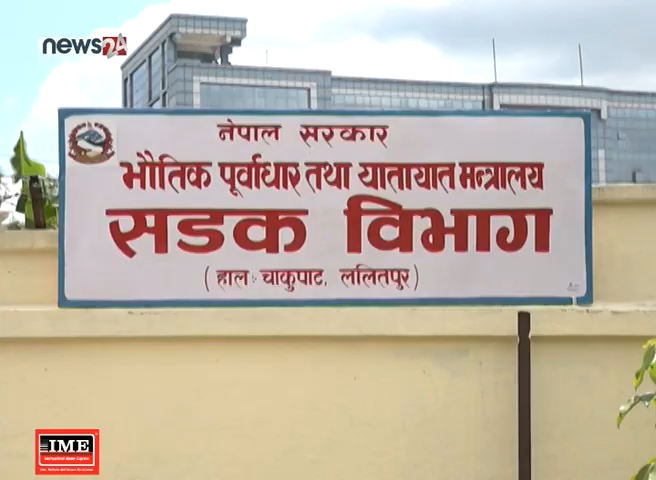 news24
नेपाल सरकार
भौतिक पूर्वाधार तथा यातायात मन्त्रालय
सडक विभाग
(हालः चाकुपाट, ललितपुर)
IME